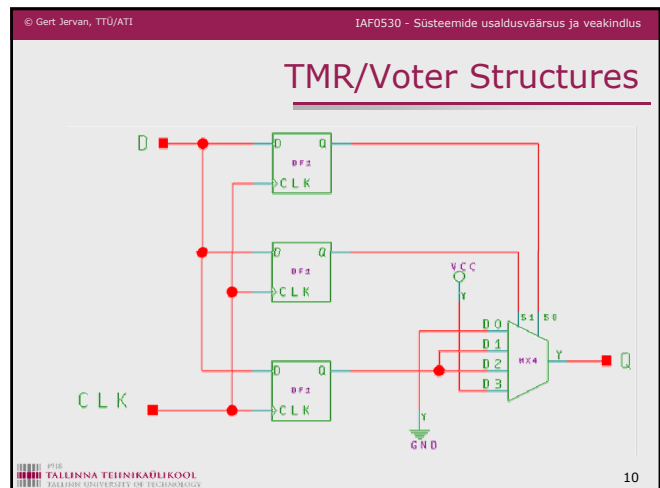 © Gert Jervan, TTÜ/ATI
IAF0530 - Süsteemide usaldusväärsus ja veakindlus
TMR/Voter Structures
D
D Q
DF1
CLK
D Q
DF1
CLK
VCC
Y
S1 S0
D0
D1
D2
D3
MX4
Y
Q
D Q
DF1
CLK
CLK
Y
GND
1918
TALLINNA TEHNIKAÜLIKOOL
TALLINN UNIVERSITY OF TECHNOLOGY
10